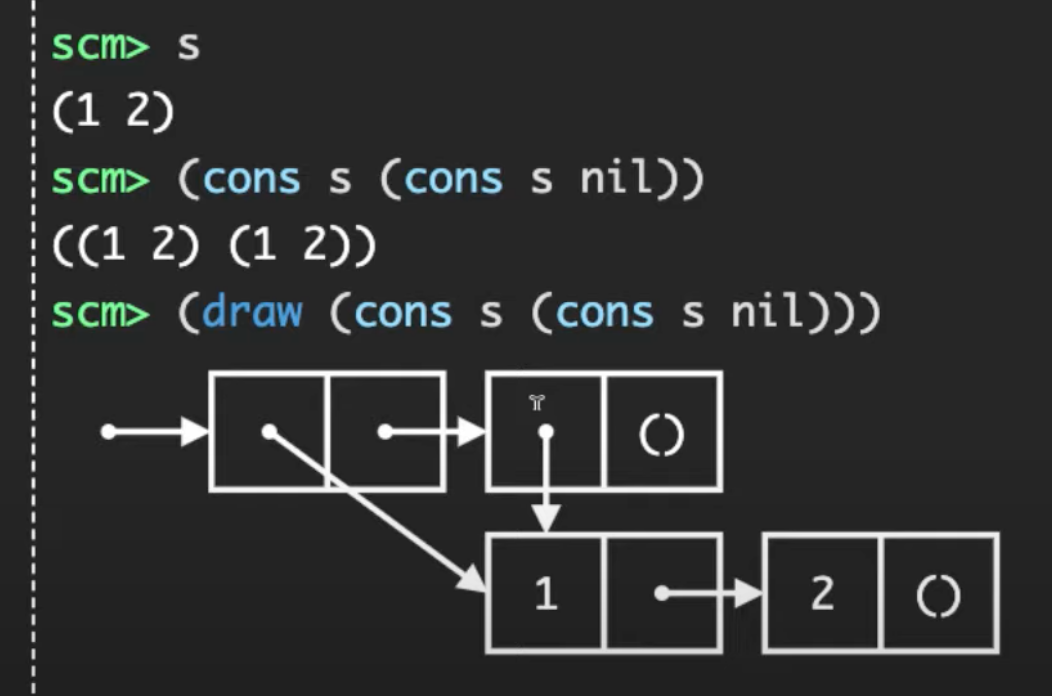 scm> s
(1 2)
scm> (cons s (cons s nil))
((1 2) (1 2))
scm> (draw (cons s (cons s nil)))
()
1 2 ()